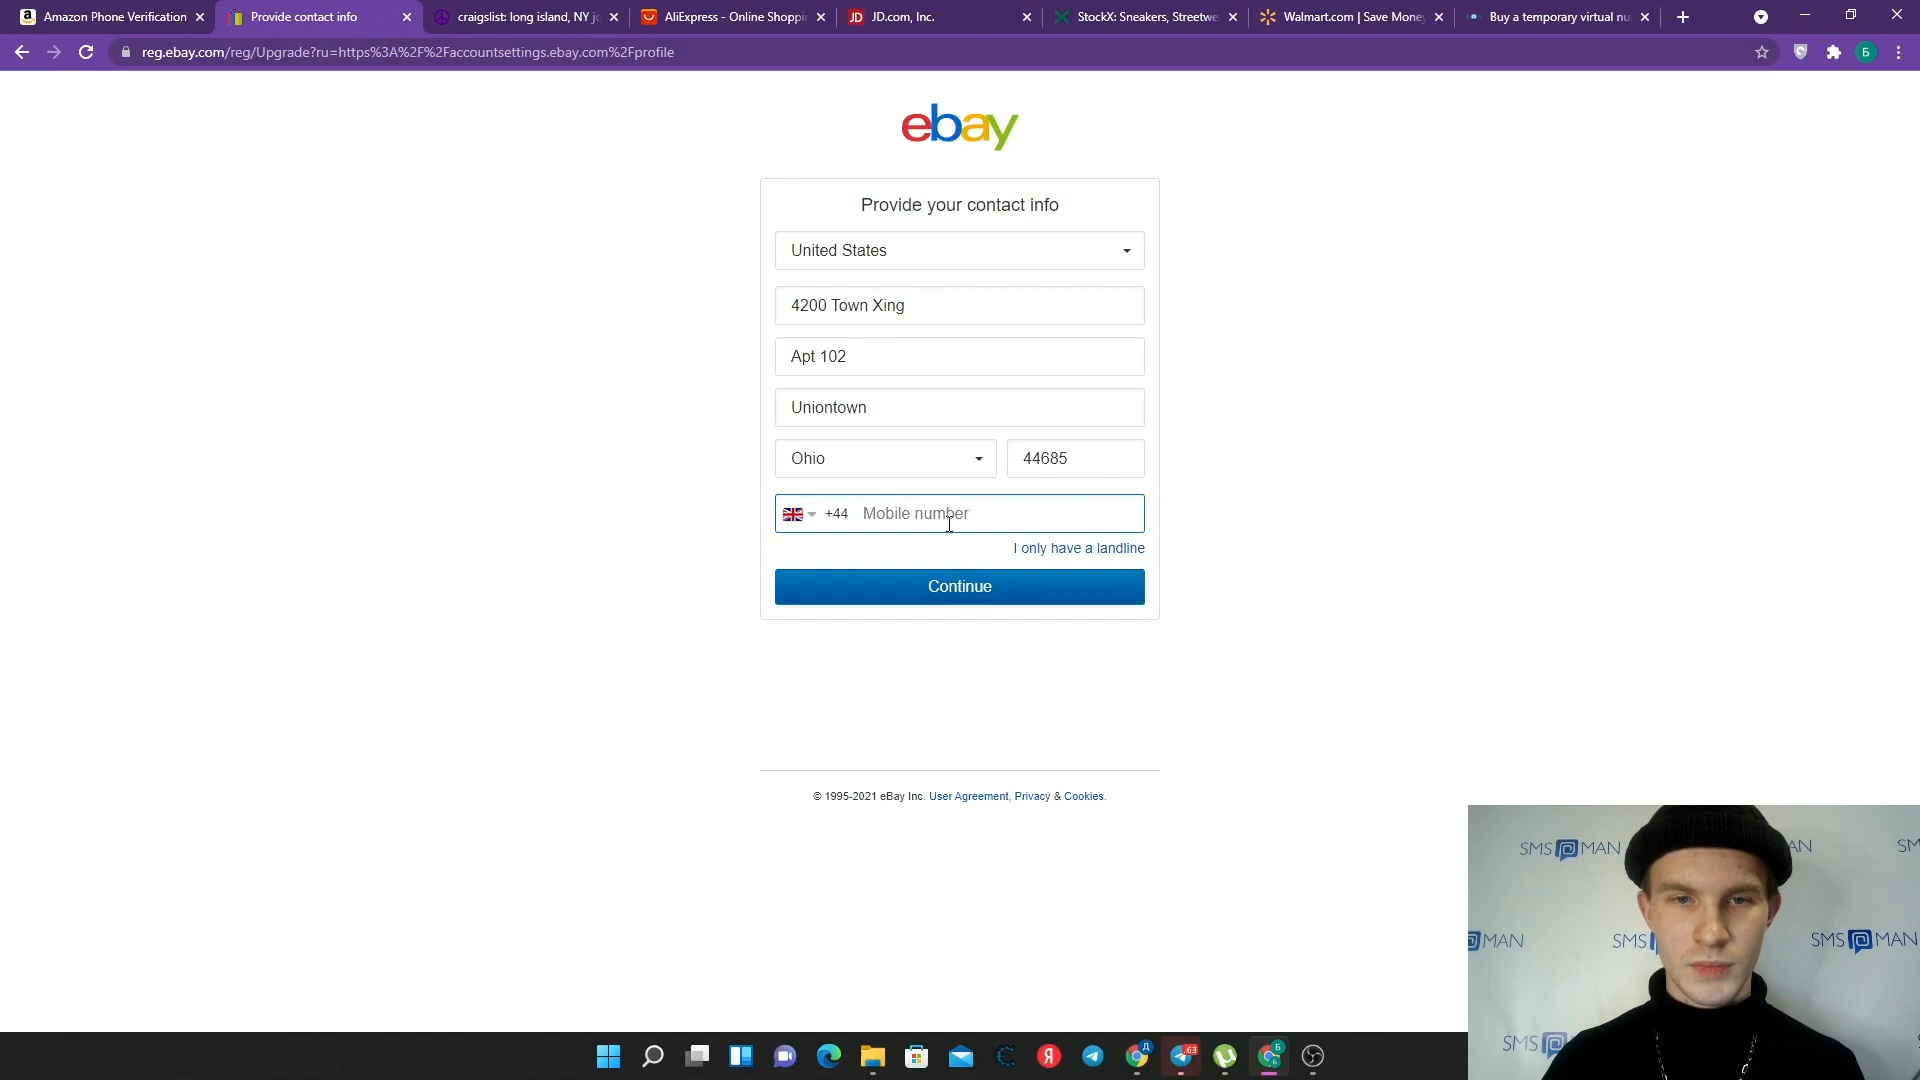 Amazon Phone Verification
Provide contact info
craigslist: long island, NY jo
AliExpress - Online Shoppi
JD.com, Inc.
StockX: Sneakers, Streetwe
Walmart.com | Save Money
Buy a temporary virtual nu
reg.ebay.com/reg/Upgrade?ru=https%3A%2F%2Faccountsettings.ebay.com%2Fprofile
Б
ebay
Provide your contact info
United States
4200 Town Xing
Apt 102
Uniontown
Ohio
44685
+44 Mobile number
I only have a landline
Continue
© 1995-2021 eBay Inc. User Agreement, Privacy & Cookies.
SMS MAN
AN
SM
MAN
SMS
SMS MAN
SMS
Я
Д
63
Б